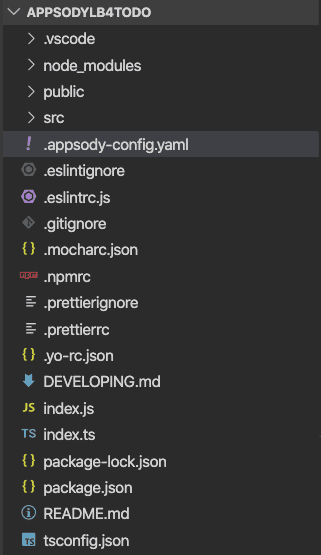 APPSODYLB4TODO
.vscode
node_modules
public
src
! .appsody-config.yaml
.eslintignore
.eslintrc.js
.gitignore
{} .mocharc.json
npm .npmrc
.prettierignore
.prettierrc
{} .yo-rc.json
DEVELOPING.md
JS index.js
TS index.ts
{} package-lock.json
{} package.json
README.md
TS tsconfig.json